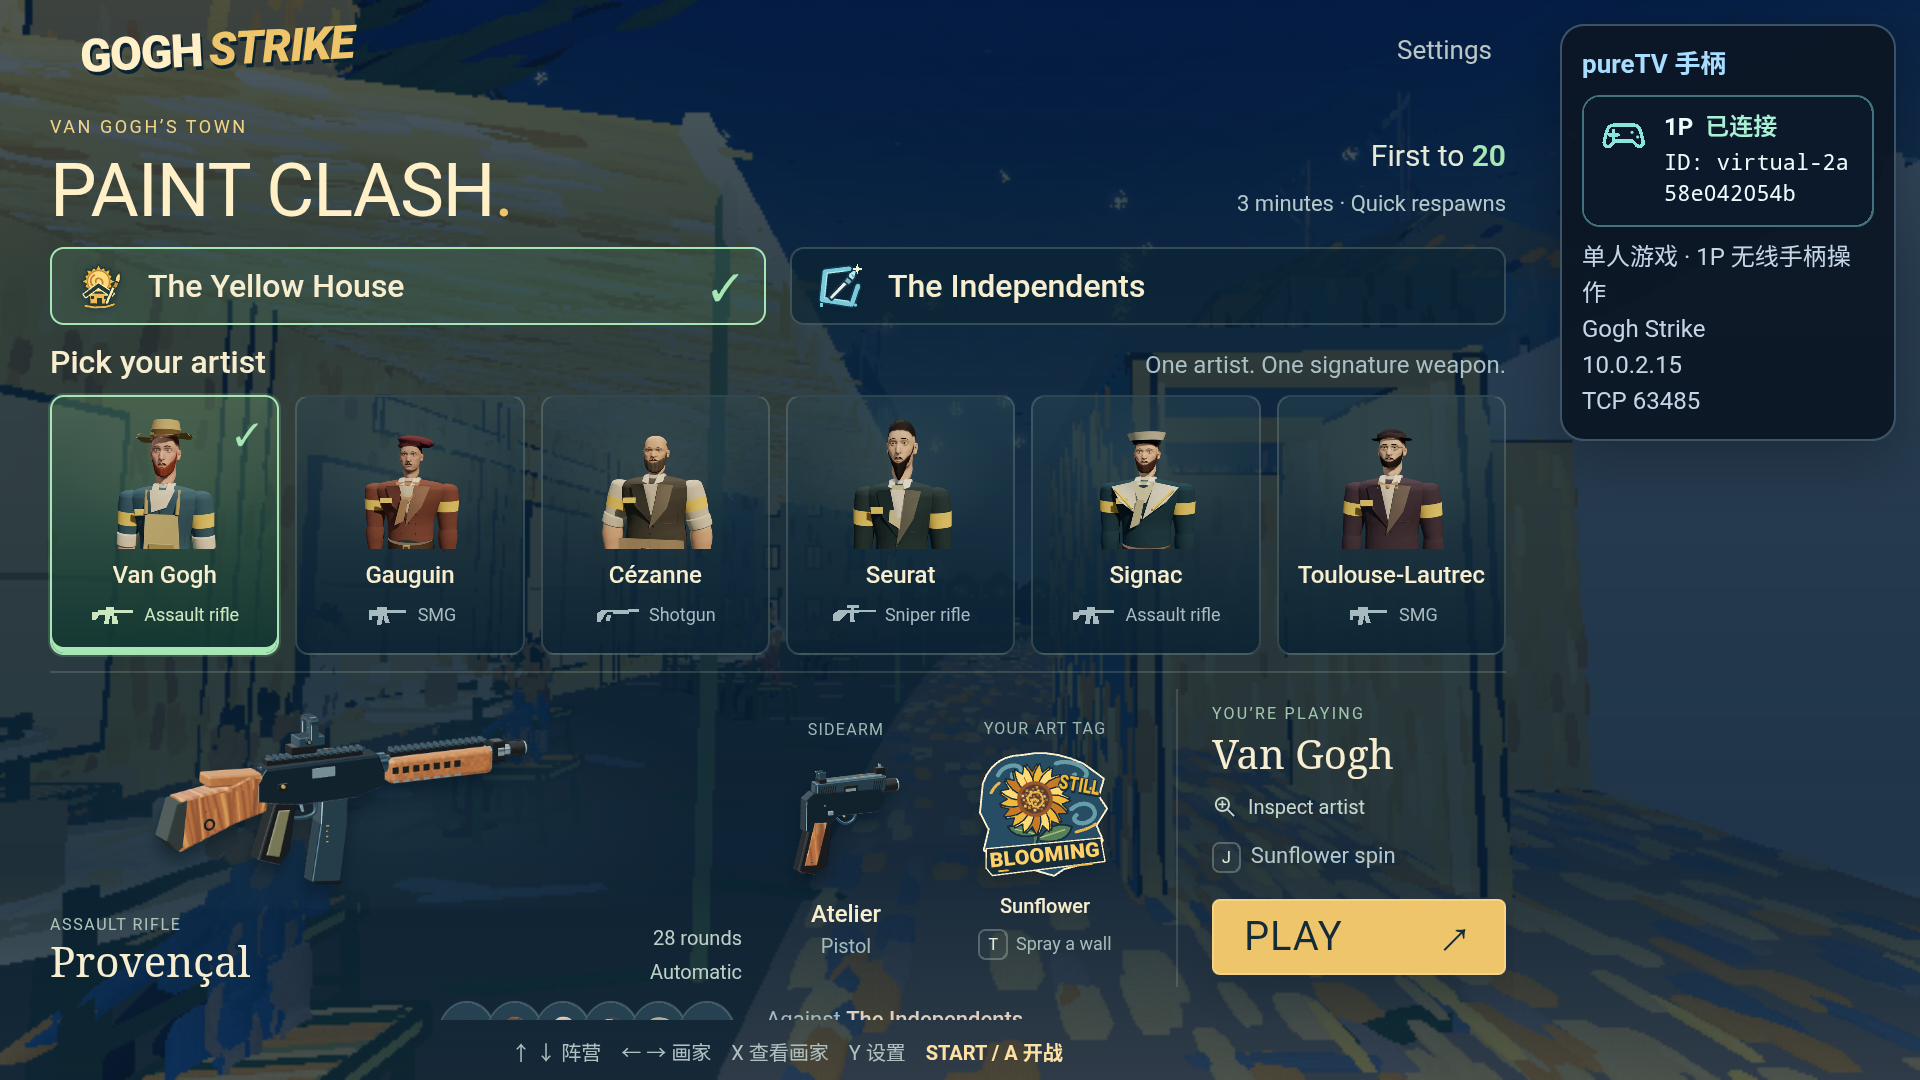 GOGH STRIKE
Settings
VAN GOGH'S TOWN
PAINT CLASH.
First to 20
3 minutes · Quick respawns
The Yellow House
The Independents
Pick your artist
One artist. One signature weapon.
Van Gogh
Assault rifle
Gauguin
SMG
Cézanne
Shotgun
Seurat
Sniper rifle
Signac
Assault rifle
Toulouse-Lautrec
SMG
ASSAULT RIFLE
Provençal
28 rounds
Automatic
SIDEARM
Atelier
Pistol
YOUR ART TAG
STILL
BLOOMING
Sunflower
T Spray a wall
YOU'RE PLAYING
Van Gogh
Inspect artist
J Sunflower spin
PLAY ↗
Against The Independents
↑ ↓ 阵营 ←→ 画家 X 查看画家 Y 设置 START / A 开战
pureTV 手柄
1P 已连接
ID: virtual-2a
58e042054b
单人游戏 · 1P 无线手柄操
作
Gogh Strike
10.0.2.15
TCP 63485